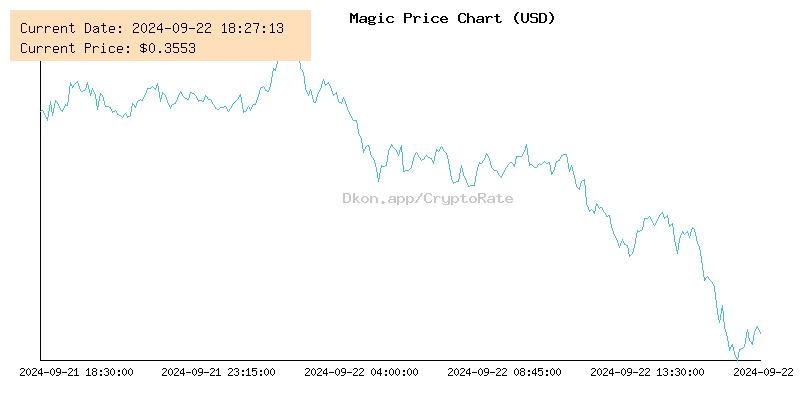 Magic Price Chart (USD)
Current Date: 2024-09-22 18:27:13
Current Price: $0.3553
Dkon.app/CryptoRate
2024-09-21 18:30:00
2024-09-21 23:15:00
2024-09-22 04:00:00
2024-09-22 08:45:00
2024-09-22 13:30:00
2024-09-22